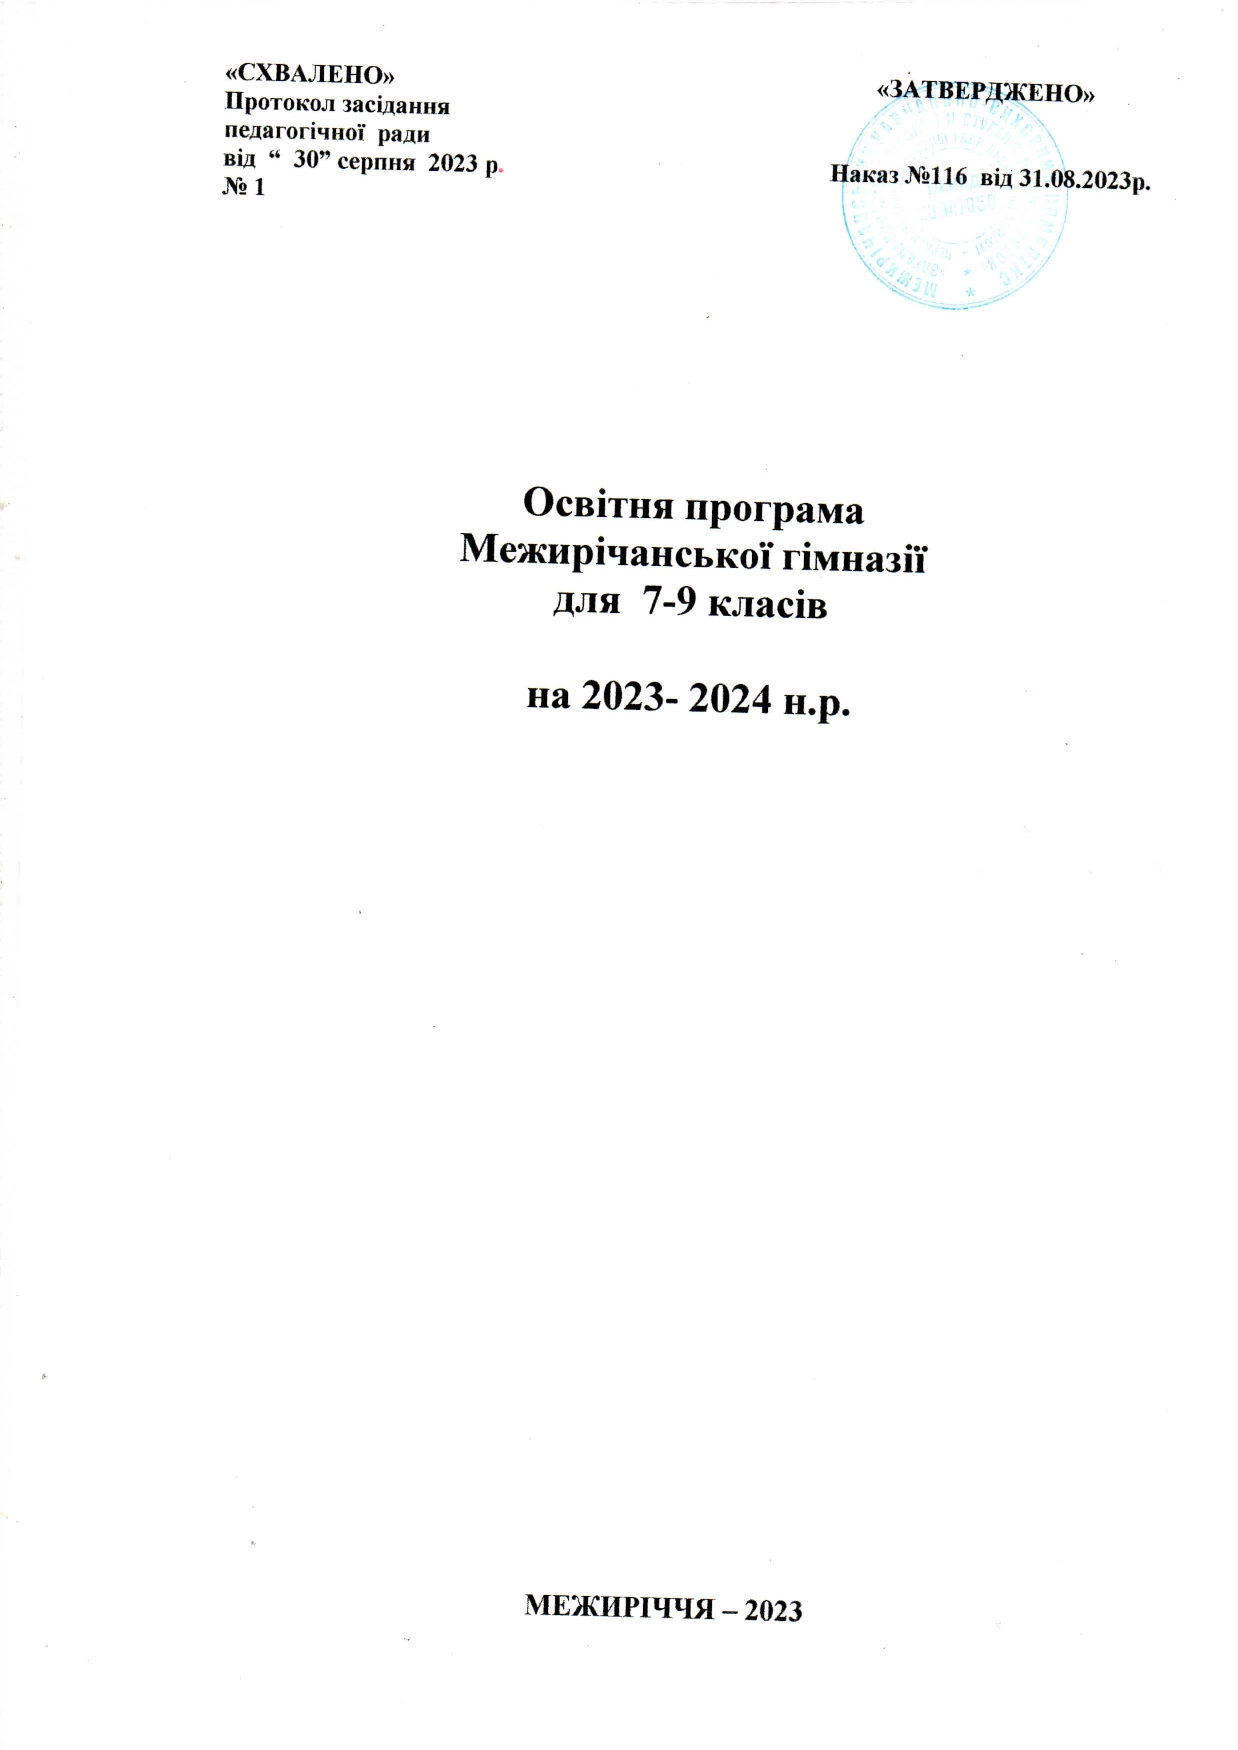 «СХВАЛЕНО»
Протокол засідання
педагогічної ради
від “ 30” серпня 2023 р.
№ 1
«ЗАТВЕРДЖЕНО»
Наказ №116 від 31.08.2023р.
Освітня програма
Межирічанської гімназії
для 7-9 класів
на 2023- 2024 н.р.
МЕЖИРІЧЧЯ – 2023